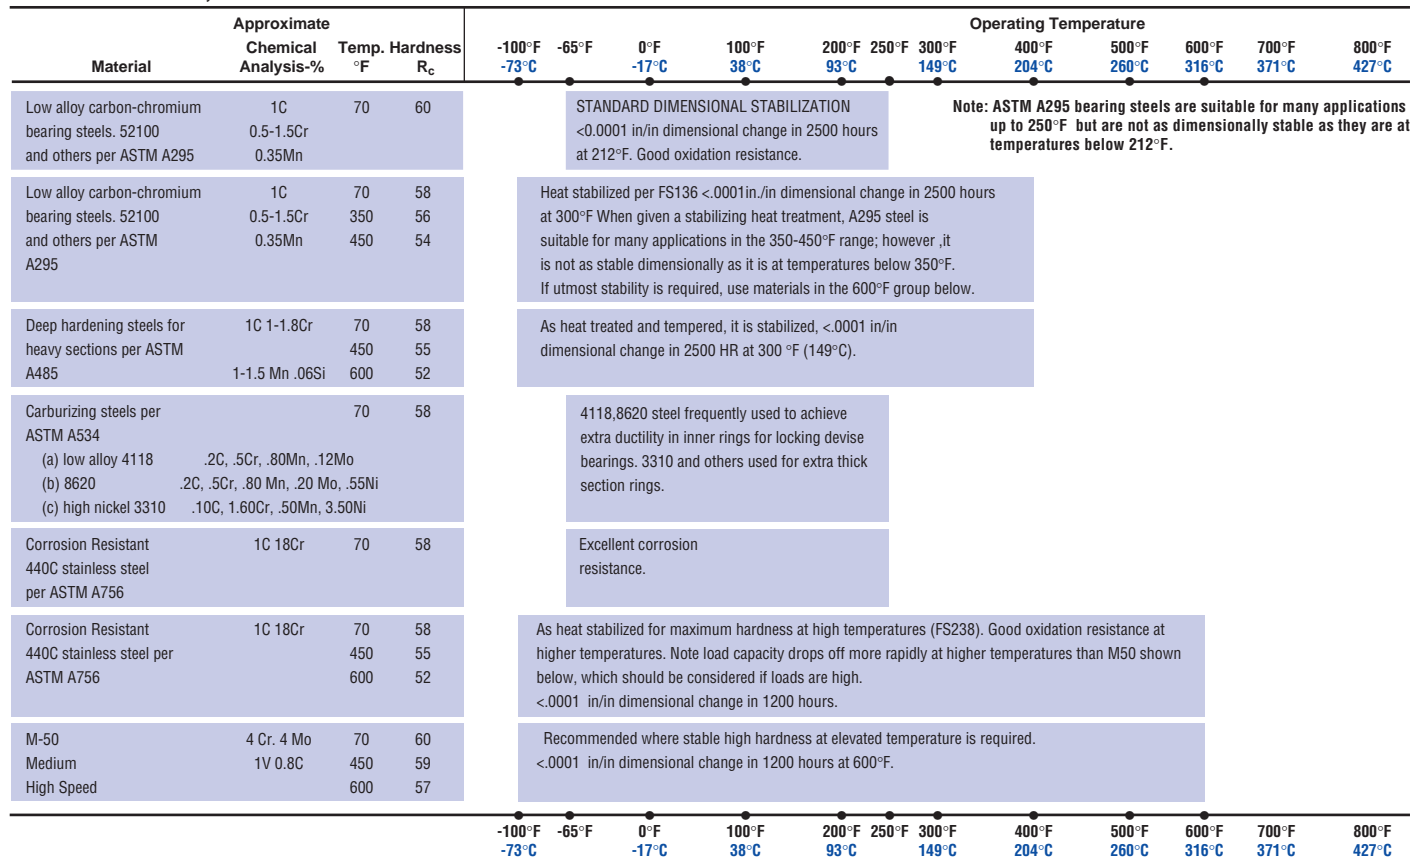 Approximate
Operating Temperature
Chemical Temp. Hardness
-100°F -65°F 0°F 100°F 200°F 250°F 300°F 400°F 500°F 600°F 700°F 800°F
Material Analysis-% °F Rc
-73°C -17°C 38°C 93°C 149°C 204°C 260°C 316°C 371°C 427°C
Low alloy carbon-chromium 1C 70 60
bearing steels. 52100 0.5-1.5Cr
and others per ASTM A295 0.35Mn
STANDARD DIMENSIONAL STABILIZATION
<0.0001 in/in dimensional change in 2500 hours
at 212°F. Good oxidation resistance.
Note: ASTM A295 bearing steels are suitable for many applications
up to 250°F but are not as dimensionally stable as they are at
temperatures below 212°F.
Low alloy carbon-chromium 1C 70 58
bearing steels. 52100 0.5-1.5Cr 350 56
and others per ASTM 0.35Mn 450 54
A295
Heat stabilized per FS136 <.0001in./in dimensional change in 2500 hours
at 300°F When given a stabilizing heat treatment, A295 steel is
suitable for many applications in the 350-450°F range; however ,it
is not as stable dimensionally as it is at temperatures below 350°F.
If utmost stability is required, use materials in the 600°F group below.
Deep hardening steels for 1C 1-1.8Cr 70 58
heavy sections per ASTM 450 55
A485 1-1.5 Mn .06Si 600 52
As heat treated and tempered, it is stabilized, <.0001 in/in
dimensional change in 2500 HR at 300 °F (149°C).
Carburizing steels per 70 58
ASTM A534
(a) low alloy 4118 .2C, .5Cr, .80Mn, .12Mo
(b) 8620 .2C, .5Cr, .80 Mn, .20 Mo, .55Ni
(c) high nickel 3310 .10C, 1.60Cr, .50Mn, 3.50Ni
4118,8620 steel frequently used to achieve
extra ductility in inner rings for locking devise
bearings. 3310 and others used for extra thick
section rings.
Corrosion Resistant 1C 18Cr 70 58
440C stainless steel
per ASTM A756
Excellent corrosion
resistance.
Corrosion Resistant 1C 18Cr 70 58
440C stainless steel per 450 55
ASTM A756 600 52
As heat stabilized for maximum hardness at high temperatures (FS238). Good oxidation resistance at
higher temperatures. Note load capacity drops off more rapidly at higher temperatures than M50 shown
below, which should be considered if loads are high.
<.0001 in/in dimensional change in 1200 hours.
M-50 4 Cr. 4 Mo 70 60
Medium 1V 0.8C 450 59
High Speed 600 57
Recommended where stable high hardness at elevated temperature is required.
<.0001 in/in dimensional change in 1200 hours at 600°F.
-100°F -65°F 0°F 100°F 200°F 250°F 300°F 400°F 500°F 600°F 700°F 800°F
-73°C -17°C 38°C 93°C 149°C 204°C 260°C 316°C 371°C 427°C